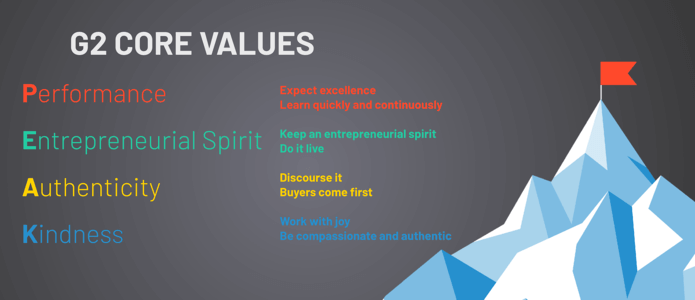 G2 CORE VALUES
Performance
Expect excellence
Learn quickly and continuously
Entrepreneurial Spirit
Keep an entrepreneurial spirit
Do it live
Authenticity
Discourse it
Buyers come first
Kindness
Work with joy
Be compassionate and authentic